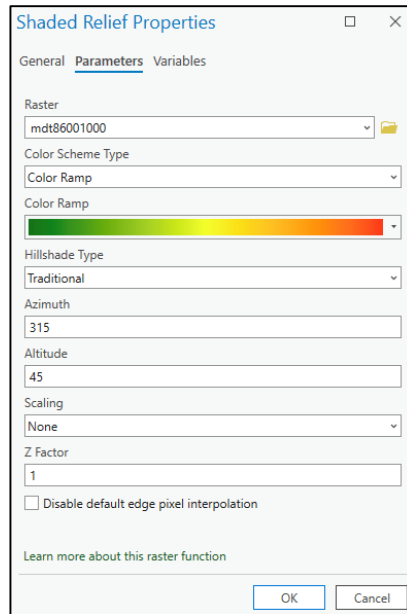 Shaded Relief Properties
General Parameters Variables
Raster
mdt86001000
Color Scheme Type
Color Ramp
Color Ramp
Hillshade Type
Traditional
Azimuth
315
Altitude
45
Scaling
None
Z Factor
1
Disable default edge pixel interpolation
Learn more about this raster function
OK Cancel